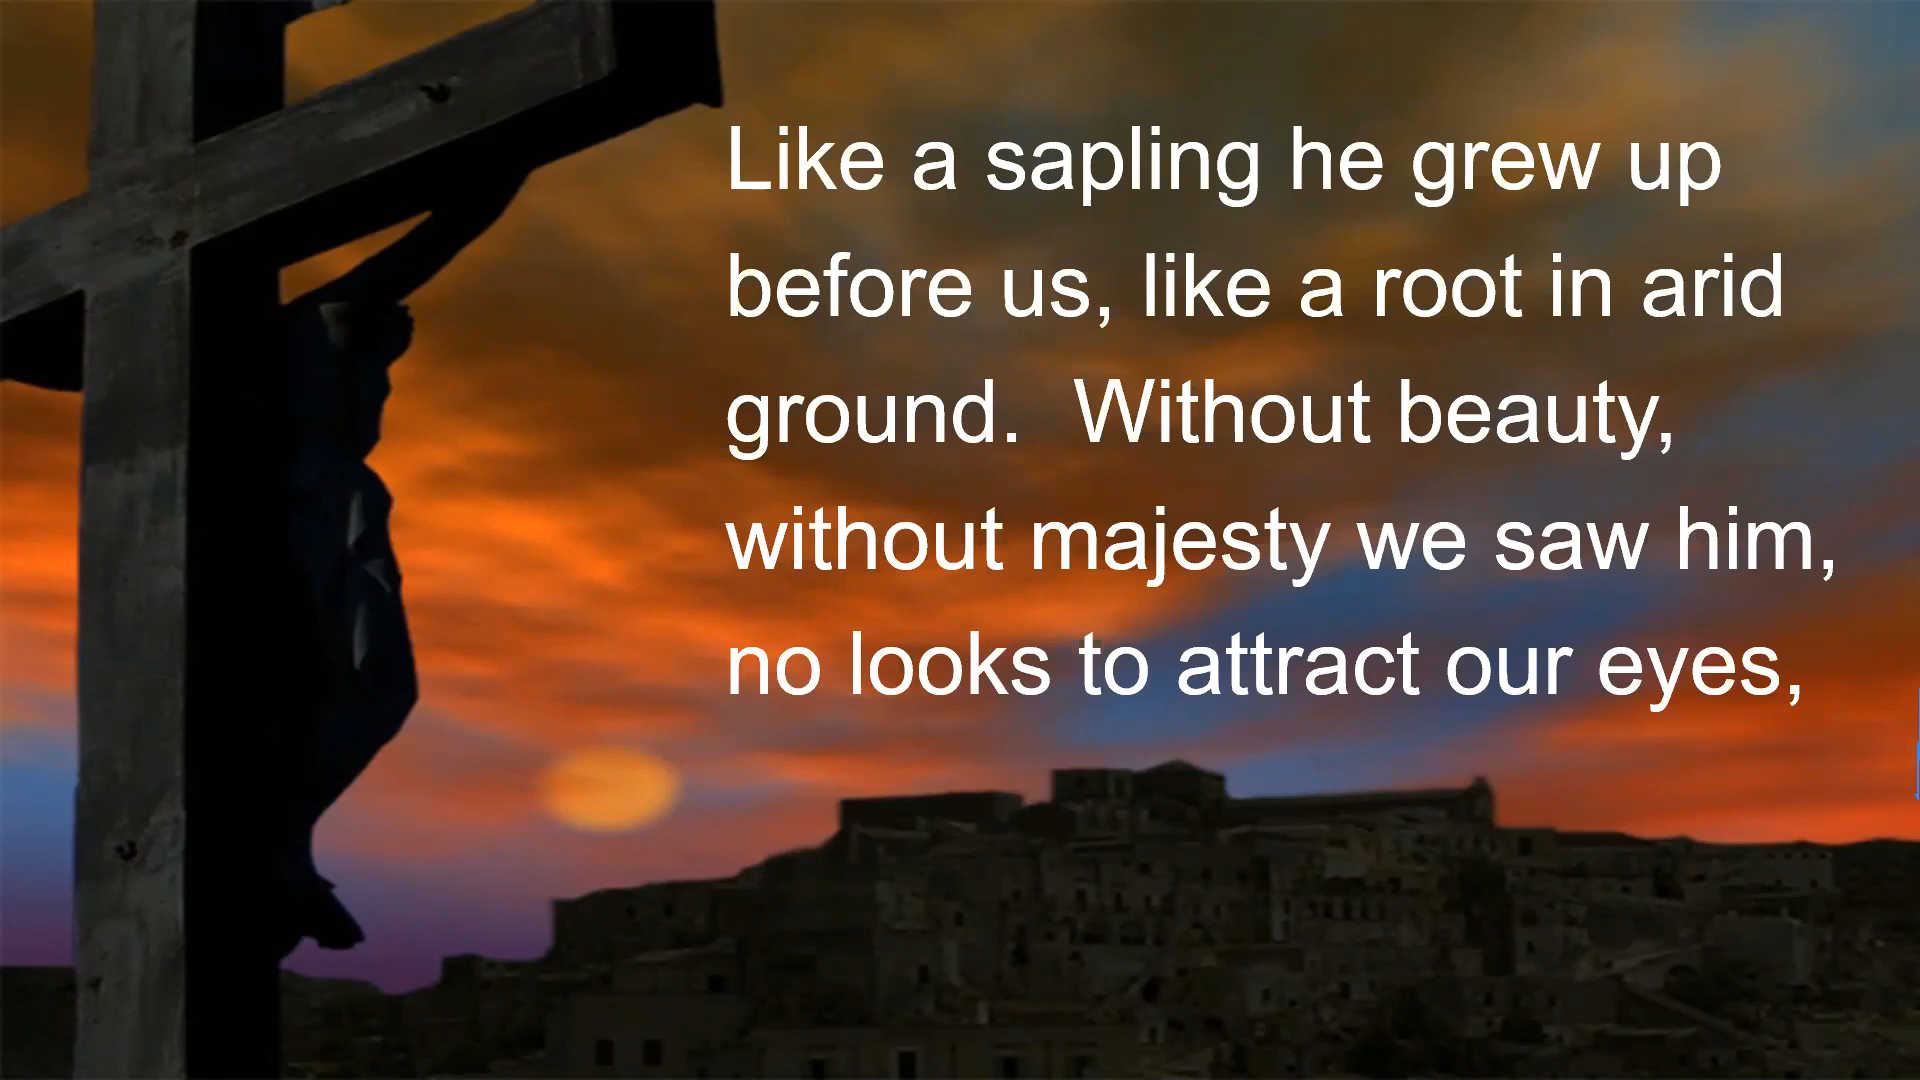 Like a sapling he grew up
before us, like a root in arid
ground.  Without beauty,
without majesty we saw him,
no looks to attract our eyes,